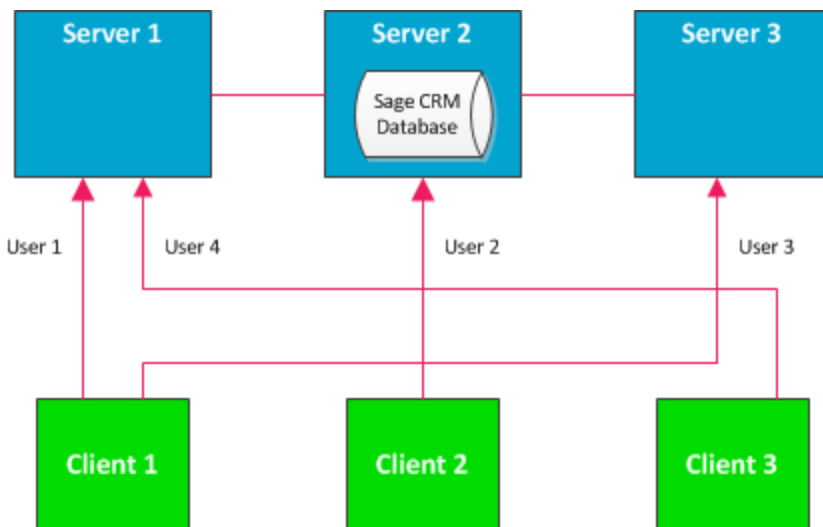 Server 1
Server 2
Server 3
Sage CRM
Database
User 1
User 4
User 2
User 3
Client 1
Client 2
Client 3